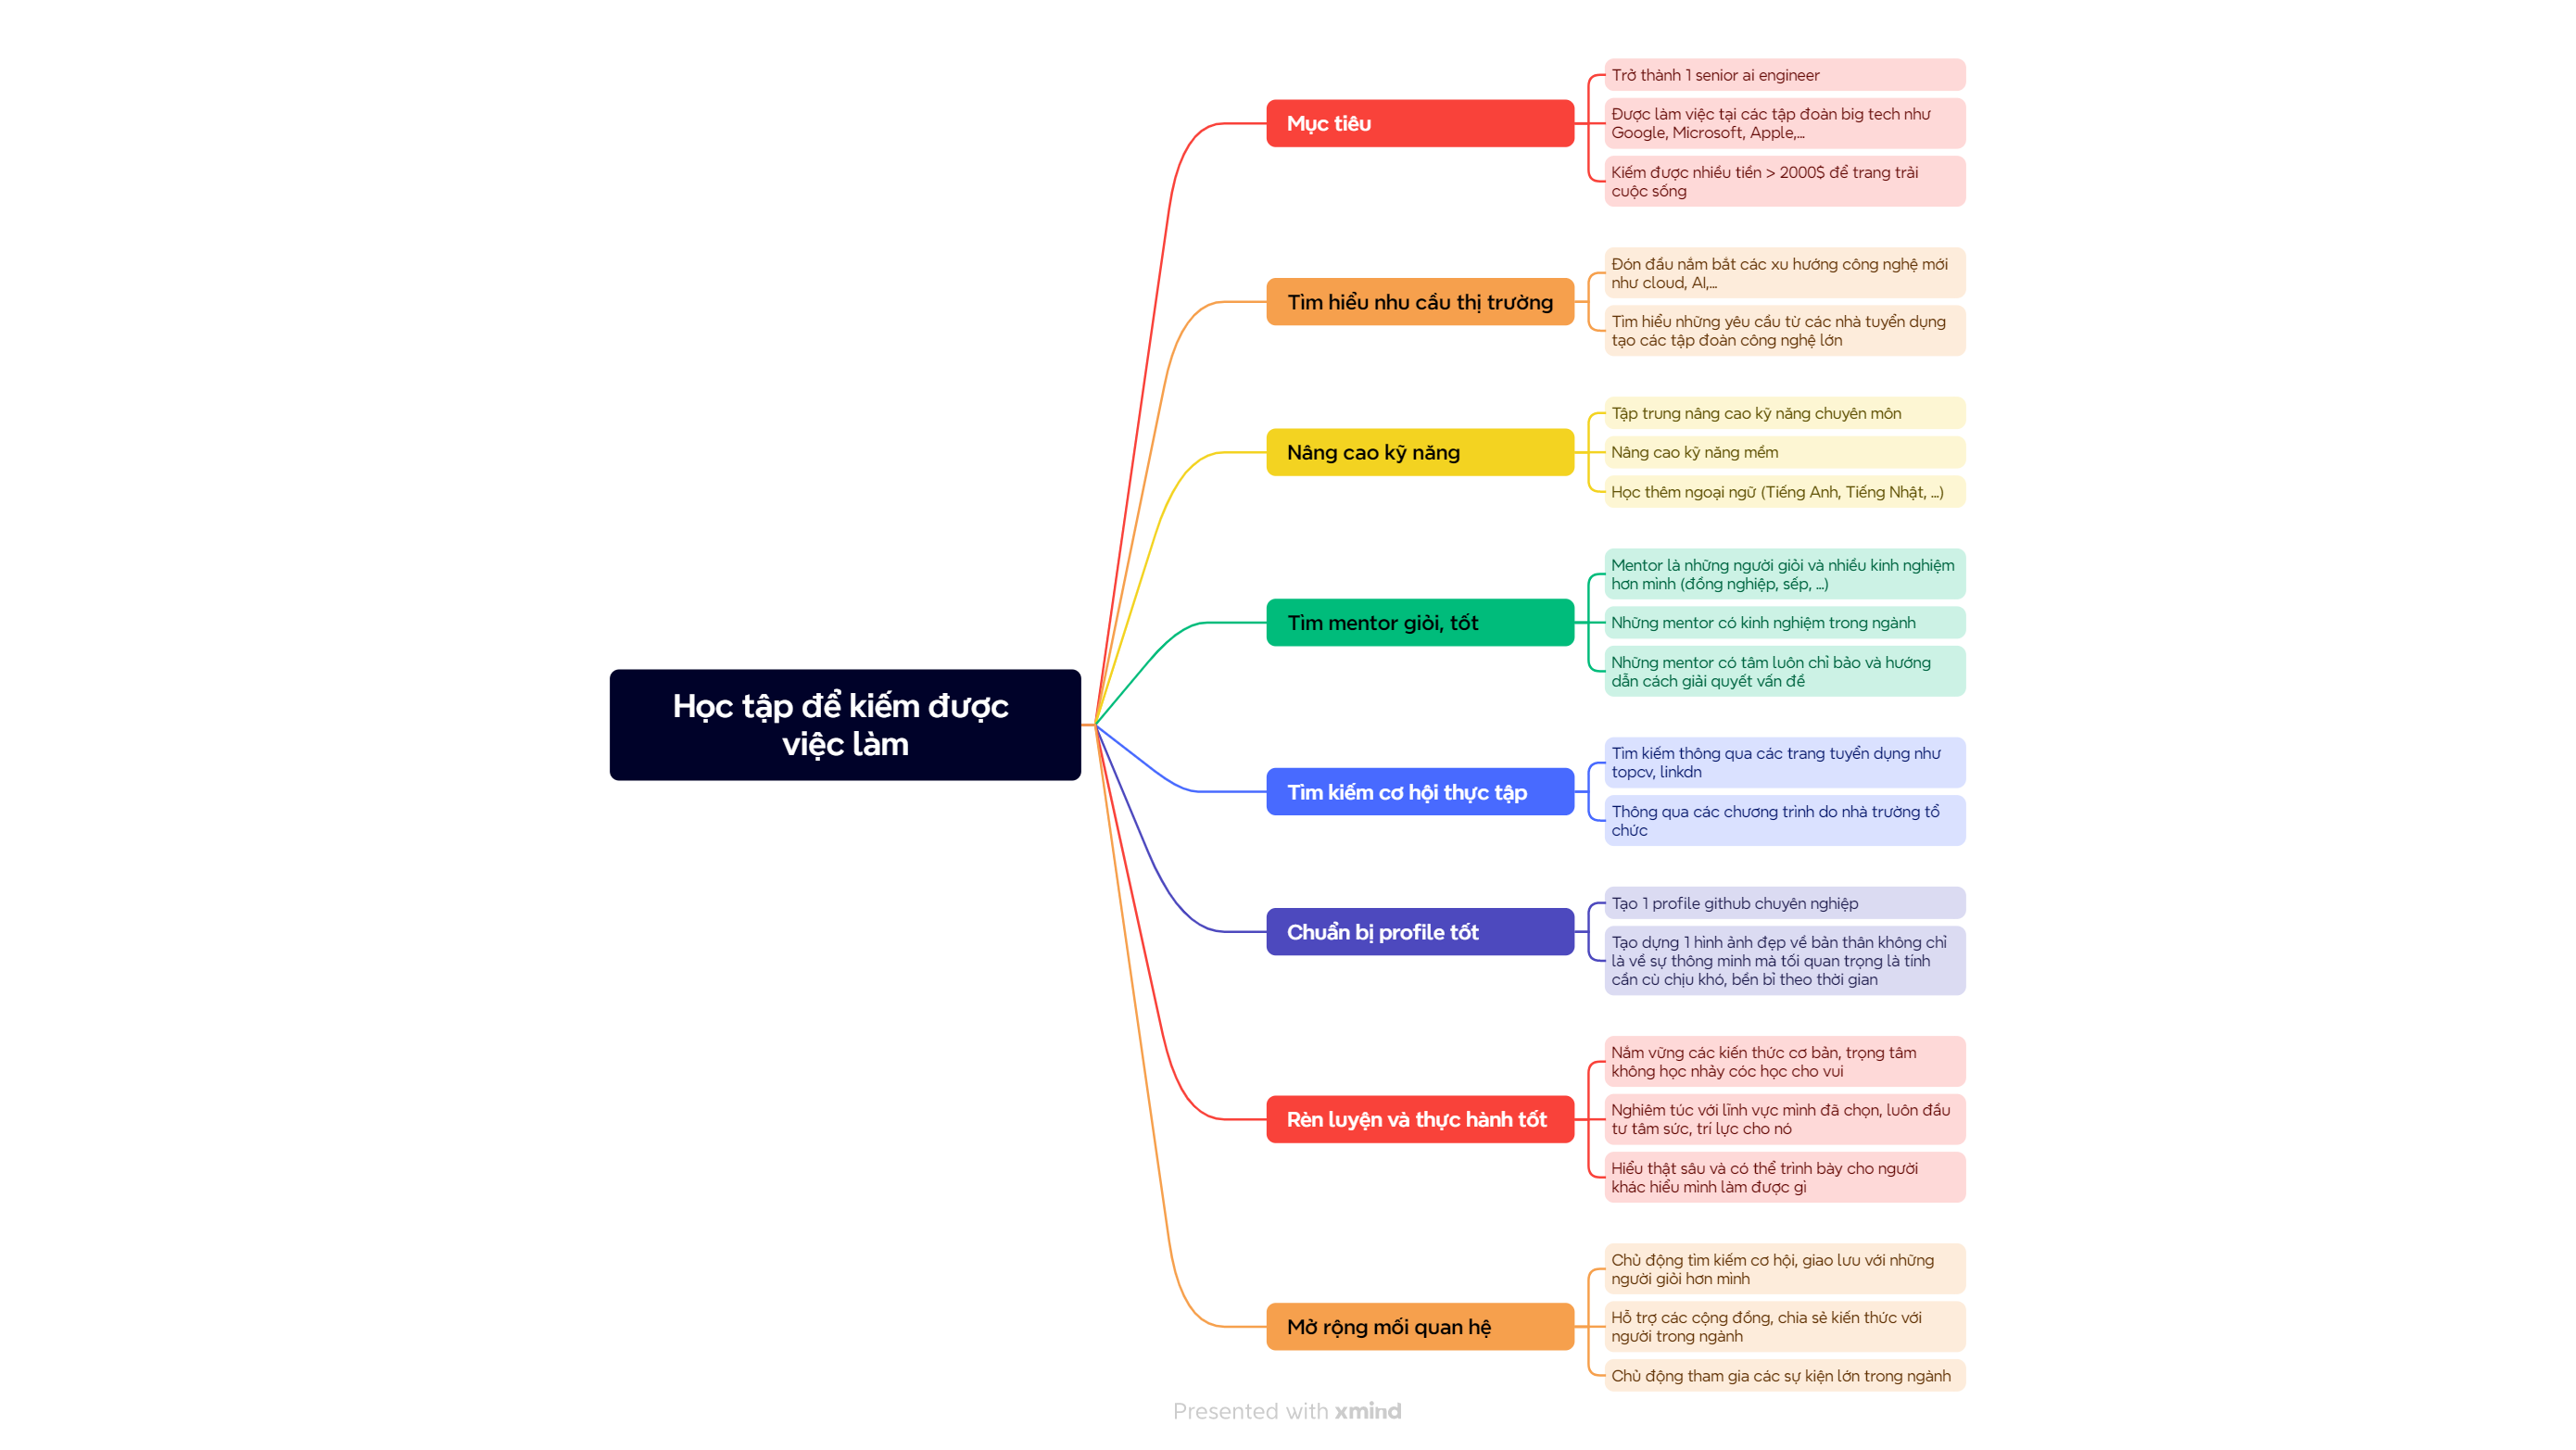 Học tập để kiếm được
việc làm
Mục tiêu
Trở thành 1 senior ai engineer
Được làm việc tại các tập đoàn big tech như
Google, Microsoft, Apple,...
Kiếm được nhiều tiền > 2000$ để trang trải
cuộc sống
Tìm hiểu nhu cầu thị trường
Đón đầu nắm bắt các xu hướng công nghệ mới
như cloud, AI,...
Tìm hiểu những yêu cầu từ các nhà tuyển dụng
tạo các tập đoàn công nghệ lớn
Nâng cao kỹ năng
Tập trung nâng cao kỹ năng chuyên môn
Nâng cao kỹ năng mềm
Học thêm ngoại ngữ (Tiếng Anh, Tiếng Nhật, ...)
Tìm mentor giỏi, tốt
Mentor là những người giỏi và nhiều kinh nghiệm
hơn mình (đồng nghiệp, sếp, ...)
Những mentor có kinh nghiệm trong ngành
Những mentor có tâm luôn chỉ bảo và hướng
dẫn cách giải quyết vấn đề
Tìm kiếm cơ hội thực tập
Tìm kiếm thông qua các trang tuyển dụng như
topcv, linkdn
Thông qua các chương trình do nhà trường tổ
chức
Chuẩn bị profile tốt
Tạo 1 profile github chuyên nghiệp
Tạo dựng 1 hình ảnh đẹp về bản thân không chỉ
là về sự thông minh mà tối quan trọng là tính
cần cù chịu khó, bền bỉ theo thời gian
Rèn luyện và thực hành tốt
Nắm vững các kiến thức cơ bản, trọng tâm
không học nhảy cóc học cho vui
Nghiêm túc với lĩnh vực mình đã chọn, luôn đầu
tư tâm sức, trí lực cho nó
Hiểu thật sâu và có thể trình bày cho người
khác hiểu mình làm được gì
Mở rộng mối quan hệ
Chủ động tìm kiếm cơ hội, giao lưu với những
người giỏi hơn mình
Hỗ trợ các cộng đồng, chia sẻ kiến thức với
người trong ngành
Chủ động tham gia các sự kiện lớn trong ngành
Presented with xmind